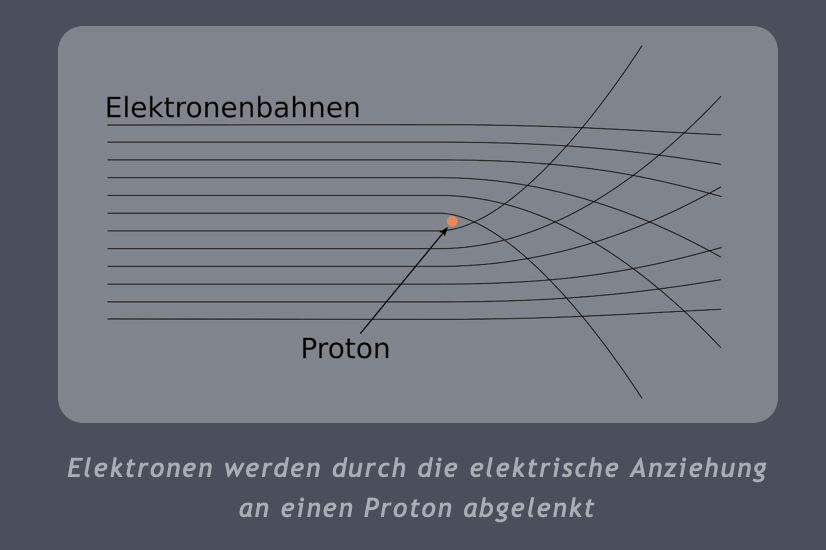 Elektronenbahnen
Proton
Elektronen werden durch die elektrische Anziehung
an einen Proton abgelenkt